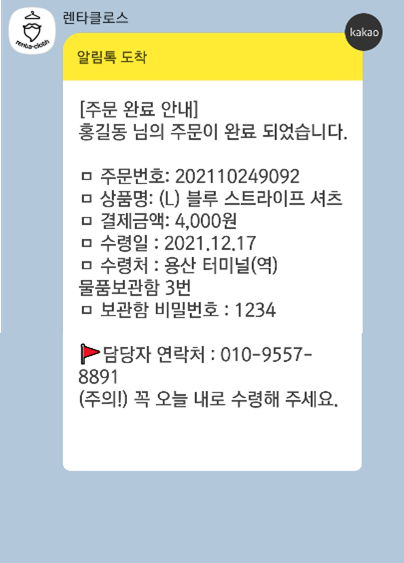 렌타클로스
renta-cloth
kakao
알림톡 도착
[주문 완료 안내]
홍길동 님의 주문이 완료 되었습니다.
ㅁ 주문번호: 202110249092
ㅁ 상품명: (L) 블루 스트라이프 셔츠
ㅁ 결제금액: 4,000원
ㅁ 수령일 : 2021.12.17
ㅁ 수령처 : 용산 터미널(역)
물품보관함 3번
ㅁ 보관함 비밀번호 : 1234
🚩담당자 연락처 : 010-9557-
8891
(주의!) 꼭 오늘 내로 수령해 주세요.